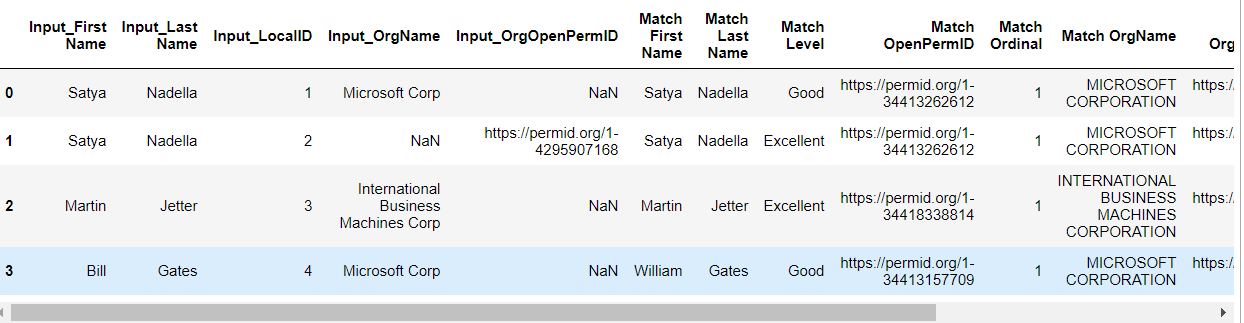 Input_First Name Input_Last Name Input_LocalID Input_OrgName Input_OrgOpenPermID Match First Name Match Last Name Match Level Match OpenPermID Match Ordinal Match OrgName Org
0 Satya Nadella 1 Microsoft Corp NaN Satya Nadella Good https://permid.org/1-34413262612 1 MICROSOFT CORPORATION https:/
1 Satya Nadella 2 NaN https://permid.org/1-4295907168 Satya Nadella Excellent https://permid.org/1-34413262612 1 MICROSOFT CORPORATION https:/
2 Martin Jetter 3 International Business Machines Corp NaN Martin Jetter Excellent https://permid.org/1-34418338814 1 INTERNATIONAL BUSINESS MACHINES CORPORATION https:/
3 Bill Gates 4 Microsoft Corp NaN William Gates Good https://permid.org/1-34413157709 1 MICROSOFT CORPORATION https:/